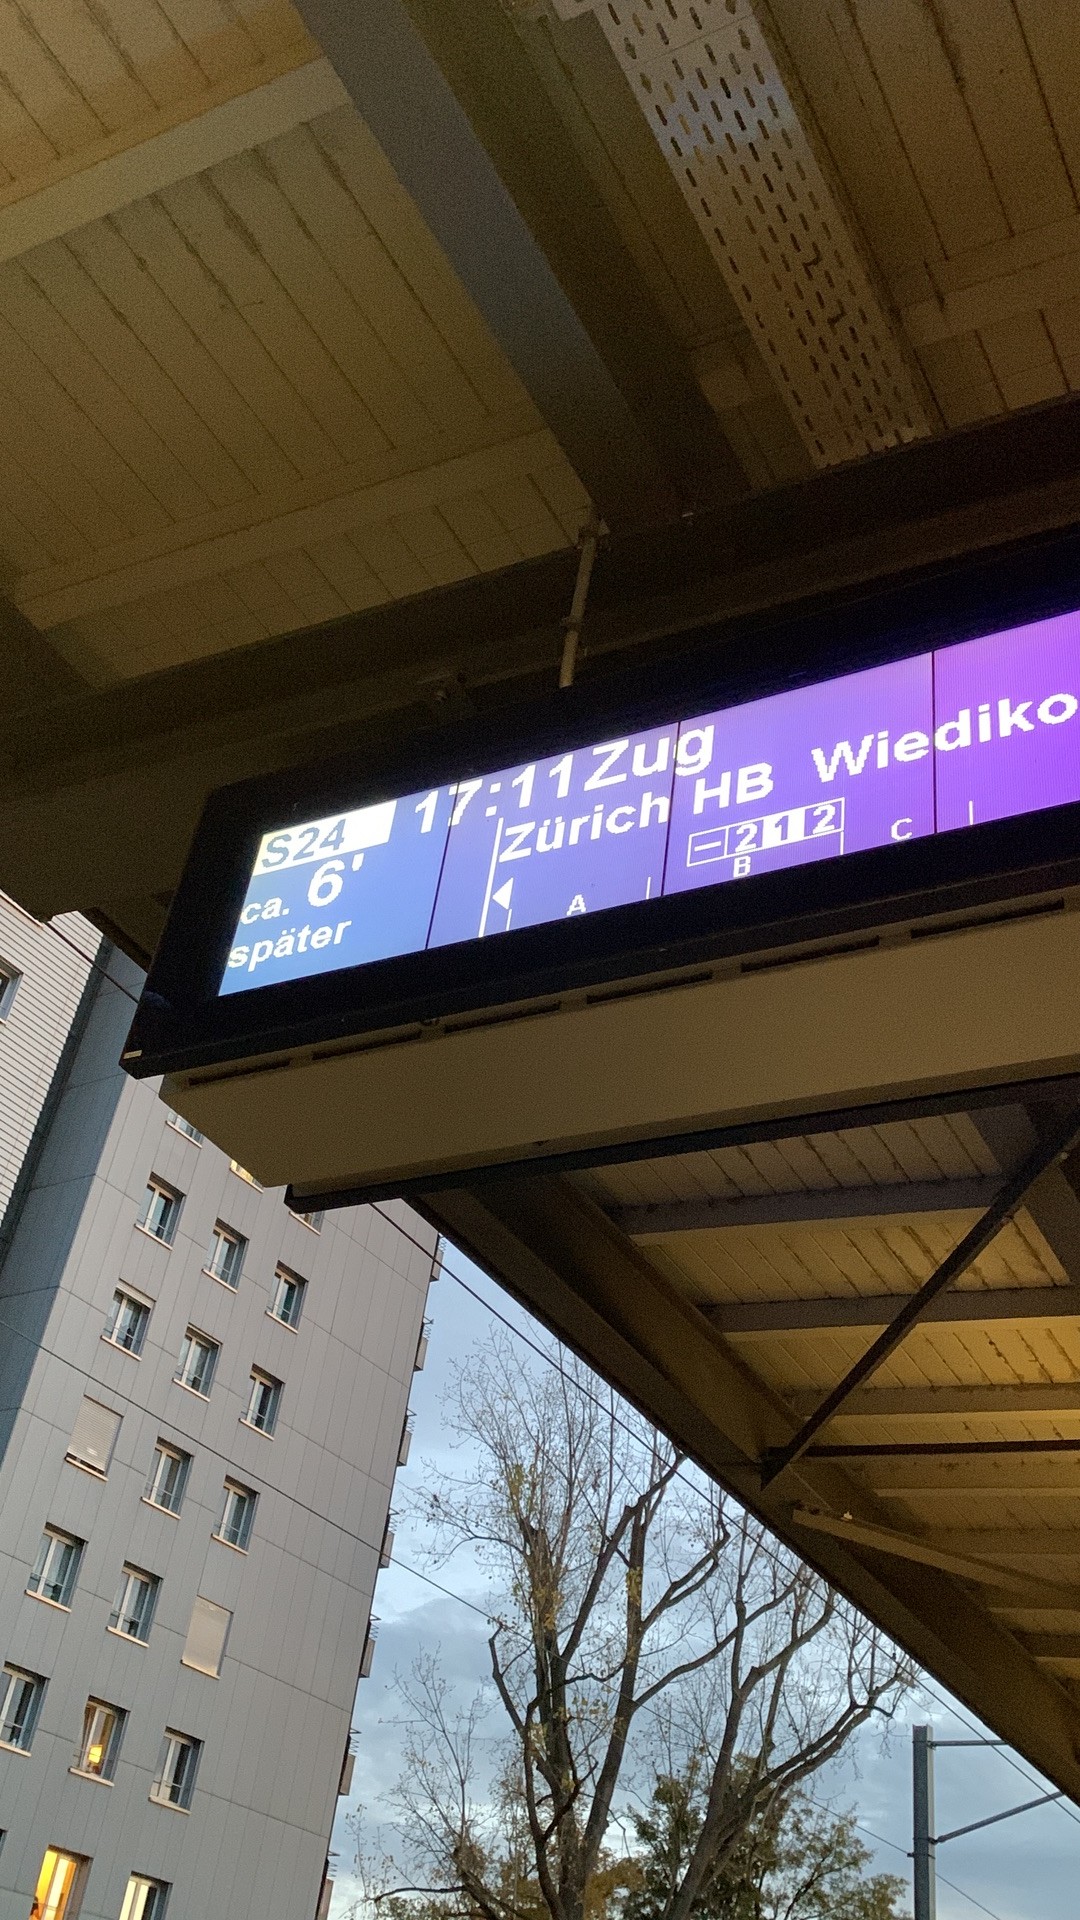 S24 17:11 Zug
ca. 6' Zürich HB Wiediko
später
– 2 1 2
A B C